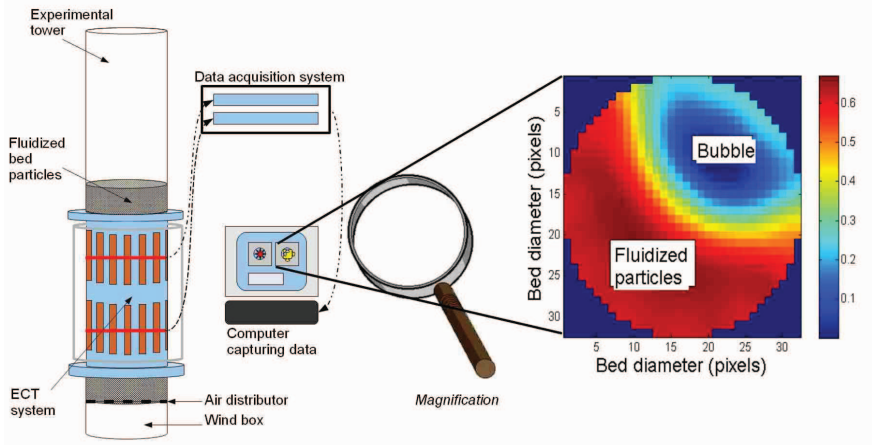 Experimental
tower
Data acquisition system
Fluidized
bed
particles
Computer
capturing data
ECT
system
Air distributor
Wind box
Magnification
Bubble
Fluidized
particles
Bed diameter (pixels)
5
10
15
20
25
30
5 10 15 20 25 30
Bed diameter (pixels)
0.6
0.5
0.4
0.3
0.2
0.1